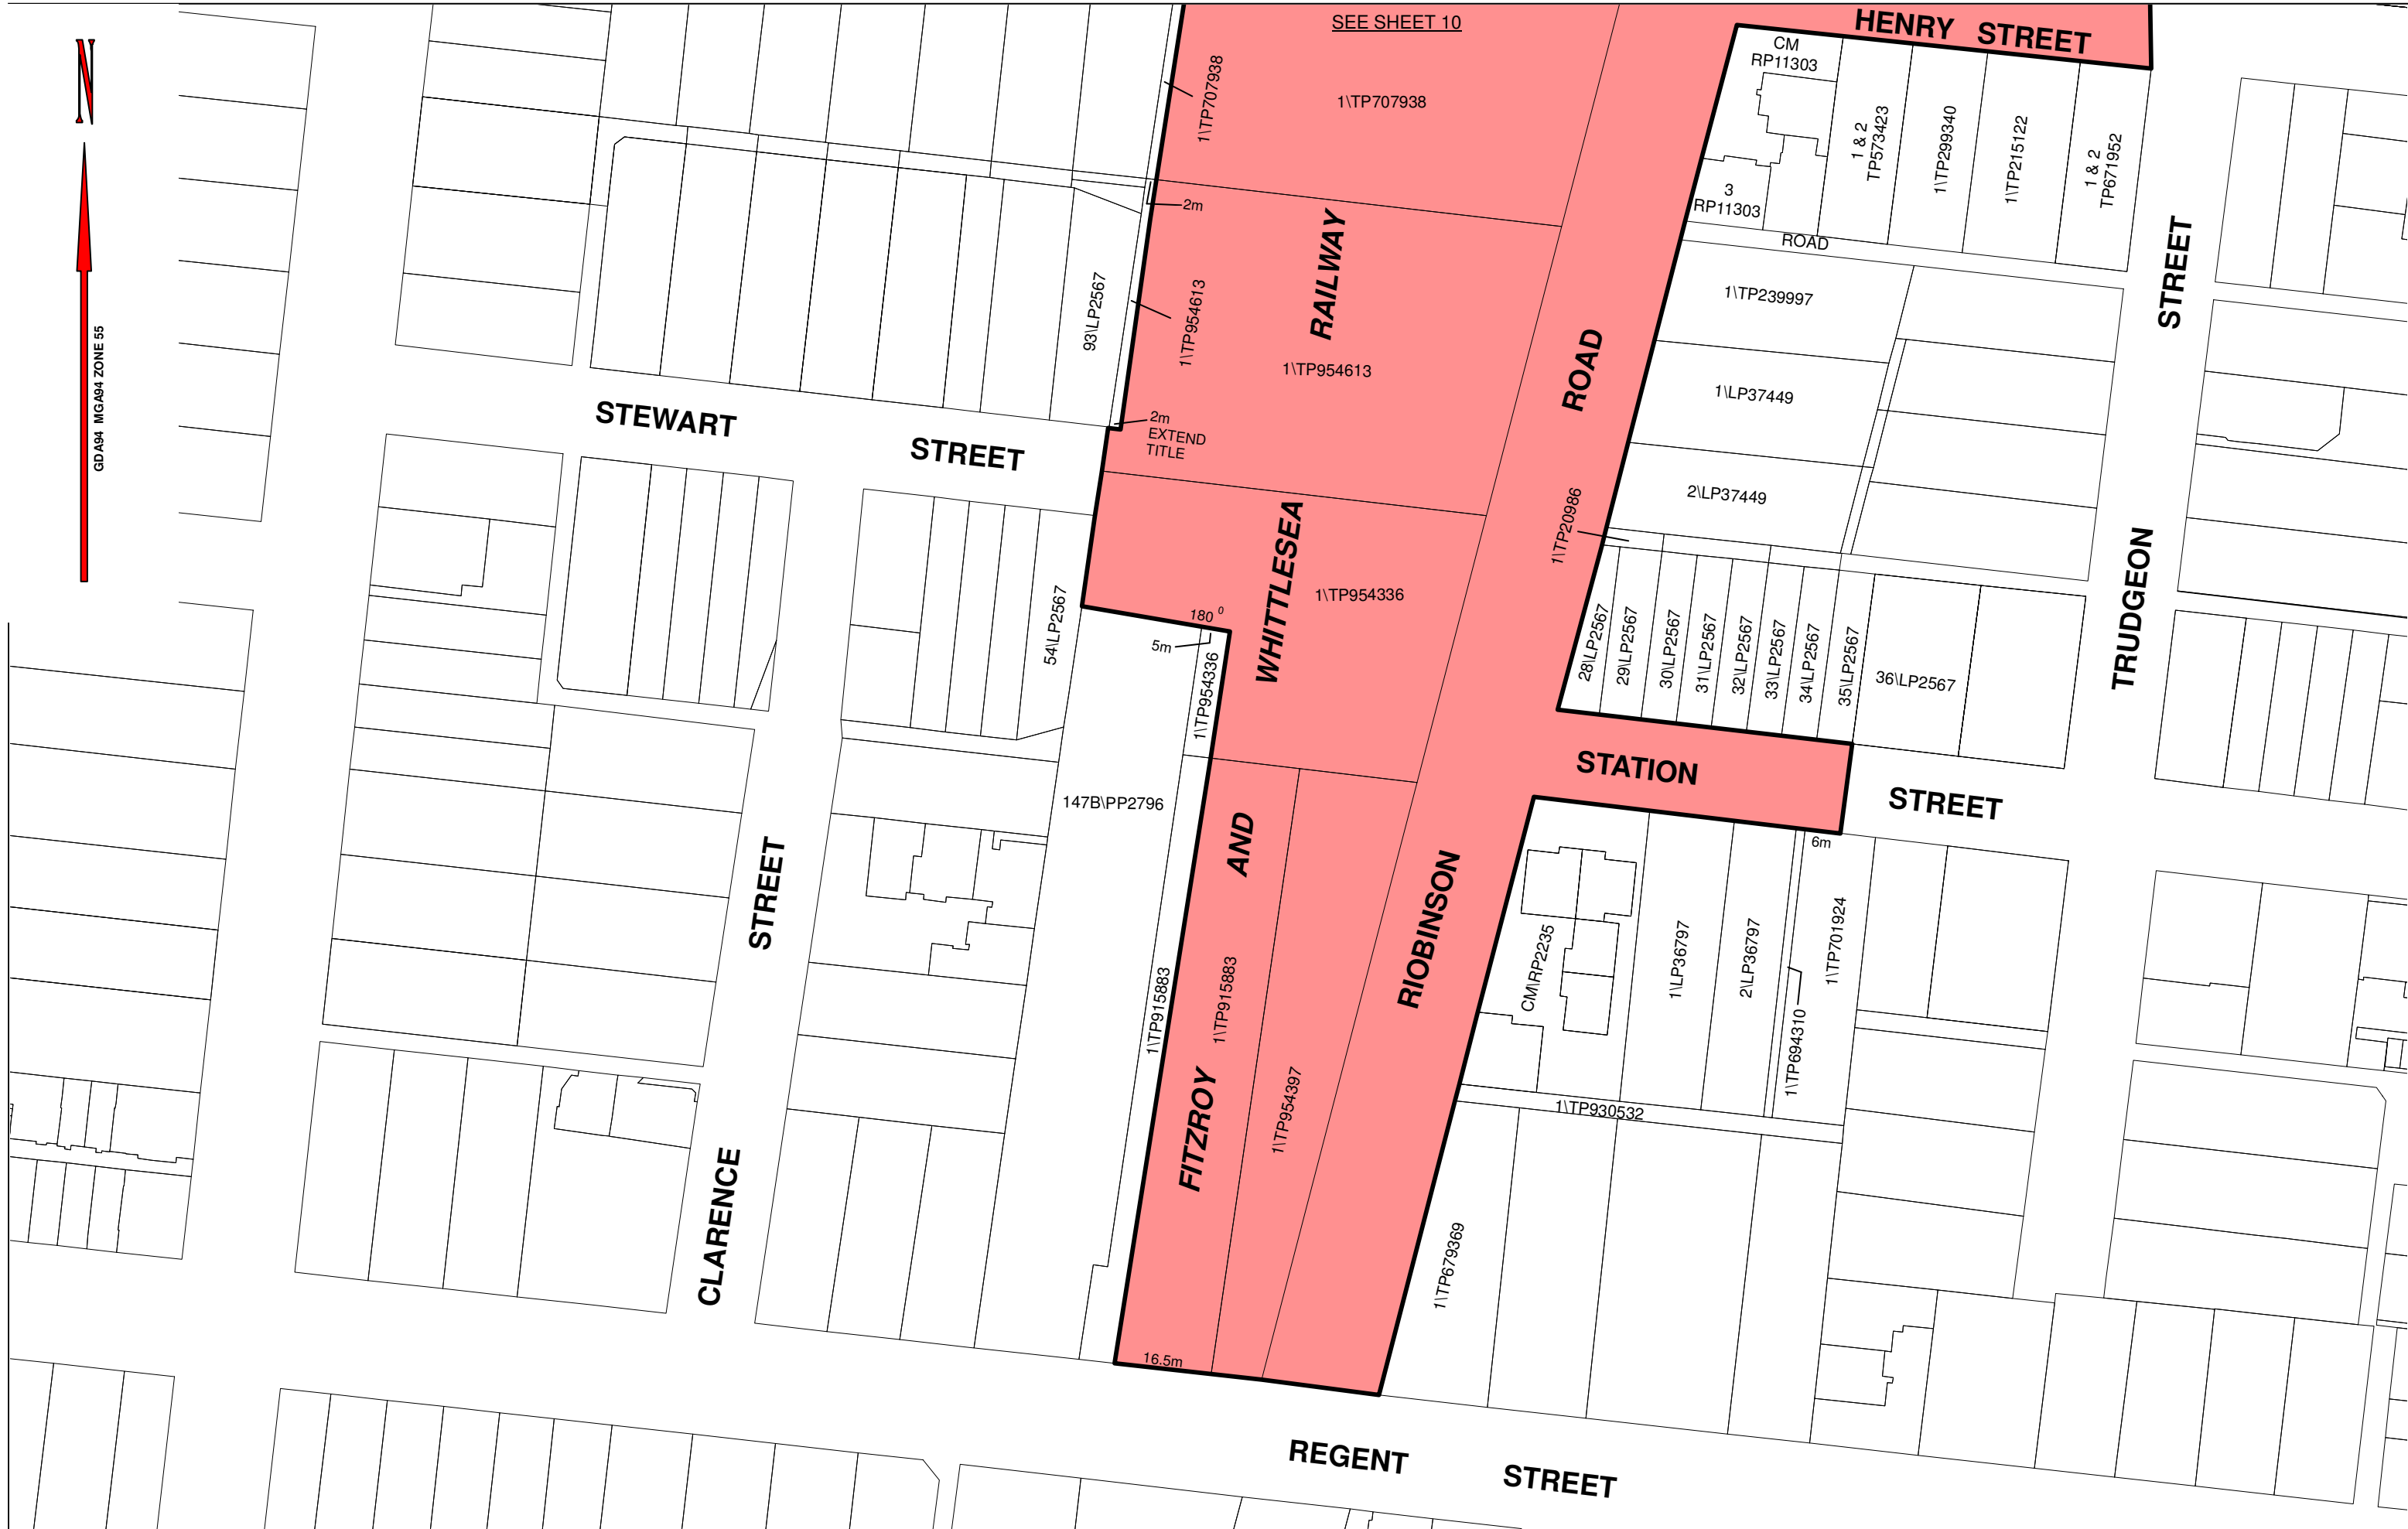 SEE SHEET 10
HENRY STREET
N
CM
RP11303
1\TP707938
1\TP707938
1 & 2
TP573423
1\TP299340
1\TP215122
1 & 2
TP671952
3
RP11303
2m
ROAD
RAILWAY
STREET
93\LP2567
1\TP954613
1\TP954613
1\TP239997
GDA94 MGA94 ZONE 55
ROAD
1\LP37449
STEWART STREET
2m
EXTEND
TITLE
2\LP37449
1\TP20986
WHITTLESEA
1\TP954336
TRUDGEON
54\LP2567
180 0
5m
1\TP954336
28\LP2567
29\LP2567
30\LP2567
31\LP2567
32\LP2567
33\LP2567
34\LP2567
35\LP2567
36\LP2567
STATION STREET
147B\PP2796
AND
6m
STREET
RIOBINSON
CM\RP2235
1\LP36797
2\LP36797
1\TP701924
1\TP915883
1\TP915883
1\TP694310
FITZROY
1\TP954397
1\TP930532
CLARENCE
1\TP679369
16.5m
REGENT STREET